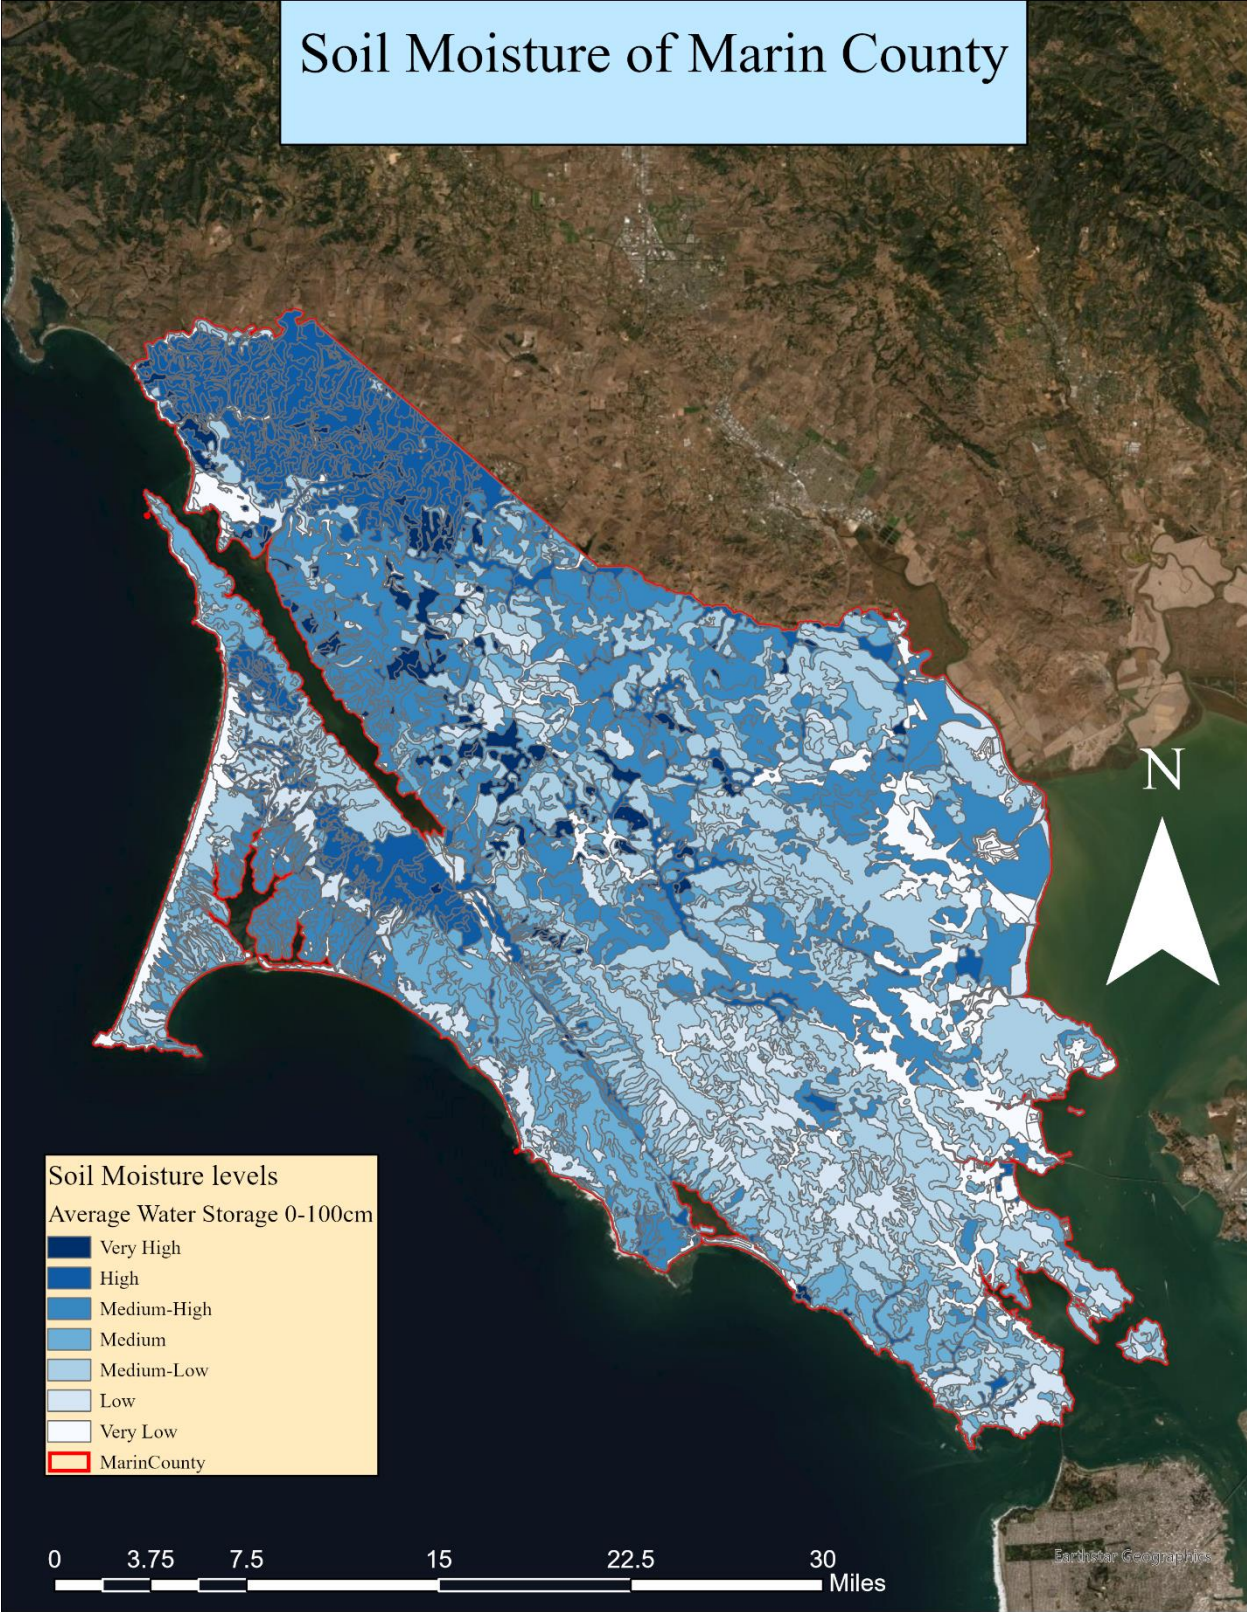 Soil Moisture of Marin County
N
Soil Moisture levels
Average Water Storage 0-100cm
Very High
High
Medium-High
Medium
Medium-Low
Low
Very Low
MarinCounty
0 3.75 7.5 15 22.5 30
Miles
Earthstar Geographics